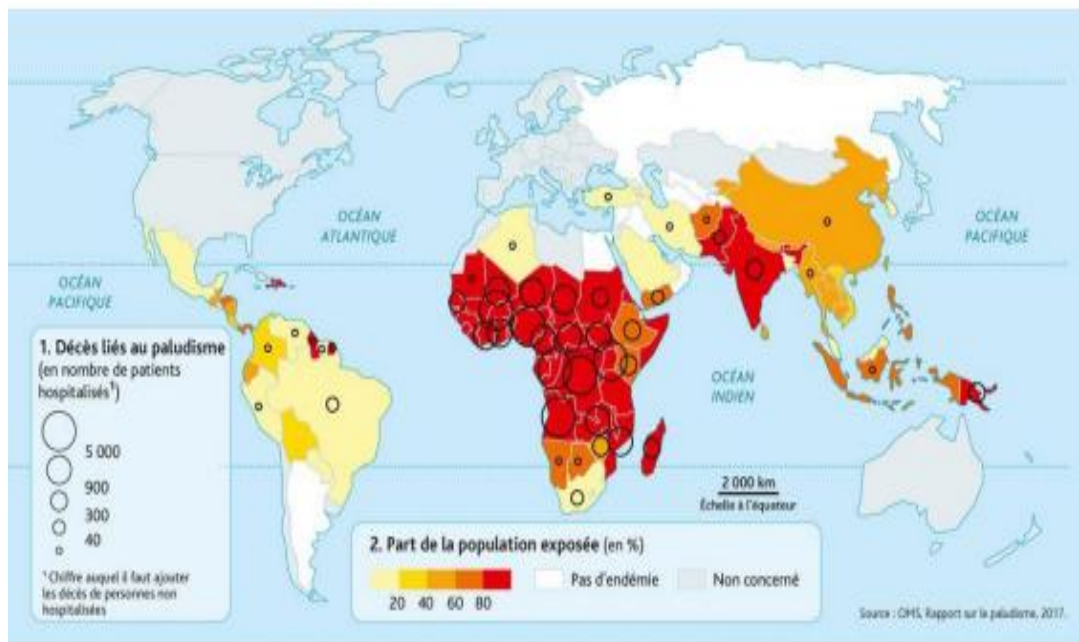 OCÉAN
ATLANTIQUE
OCÉAN
PACIFIQUE
OCÉAN
PACIFIQUE
OCÉAN
INDIEN
1. Décès liés au paludisme
(en nombre de patients
hospitalisés¹)
5 000
900
300
40
¹ Chiffre auquel il faut ajouter
les décès de personnes non
hospitalisées
2 000 km
Échelle à l'équateur
2. Part de la population exposée (en %)
20 40 60 80
Pas d'endémie
Non concerné
Source : OMS, Rapport sur le paludisme, 2017.